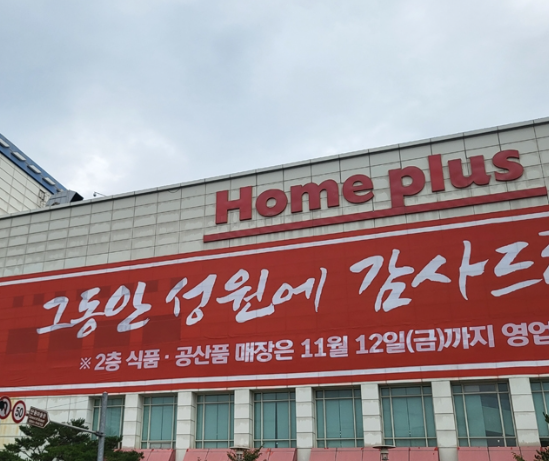 Home plus
그동안 성원에 감사드
※ 2층 식품·공산품 매장은 11월 12일(금)까지 영업
50